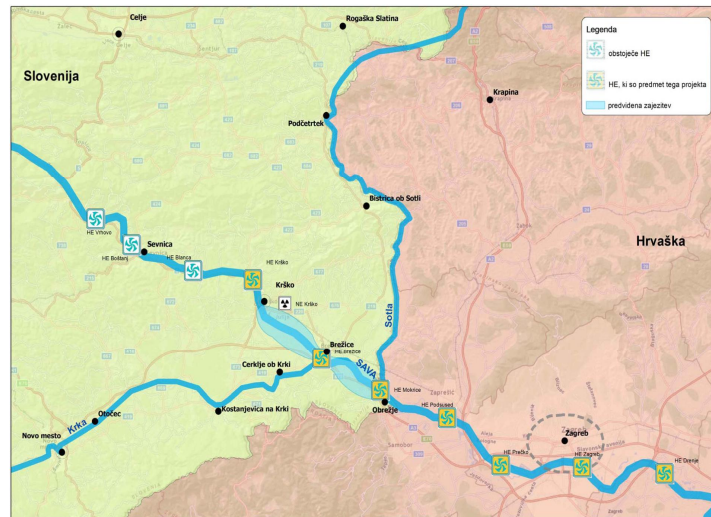 Celje
Rogaška Slatina
Legenda
obstoječe HE
HE, ki so predmet tega projekta
predvidena zajezitev
Slovenija
Krapina
Podčetrtek
Bistrica ob Sotli
Hrvaška
HE Vrhovo
Sevnica
HE Boštanj
HE Blanca
HE Krško
Krško
NE Krško
Sotla
Brežice
HE Brežice
SAVA
Cerklje ob Krki
HE Mokrice
Zaprešić
Obrežje
HE Podsused
Kostanjevica na Krki
Krka
Otočec
Novo mesto
Samobor
Zagreb
Zagreb
HE Prečko
HE Zagreb
HE Drenje